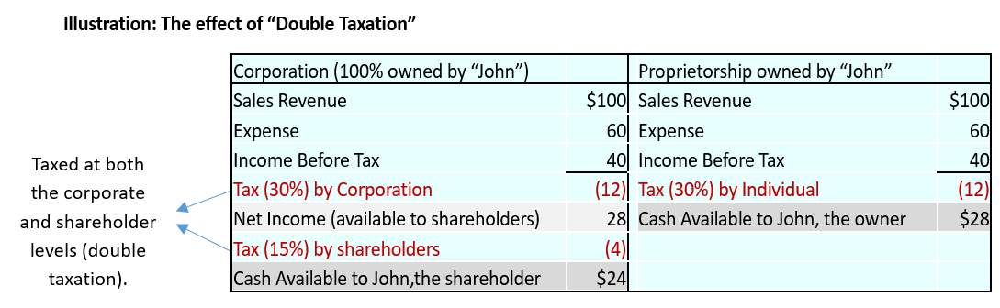 Illustration: The effect of “Double Taxation”
Corporation (100% owned by “John”) Proprietorship owned by “John”
Sales Revenue $100 Sales Revenue $100
Expense 60 Expense 60
Income Before Tax 40 Income Before Tax 40
Tax (30%) by Corporation (12) Tax (30%) by Individual (12)
Net Income (available to shareholders) 28 Cash Available to John, the owner $28
Tax (15%) by shareholders (4)
Cash Available to John,the shareholder $24
Taxed at both
the corporate
and shareholder
levels (double
taxation).